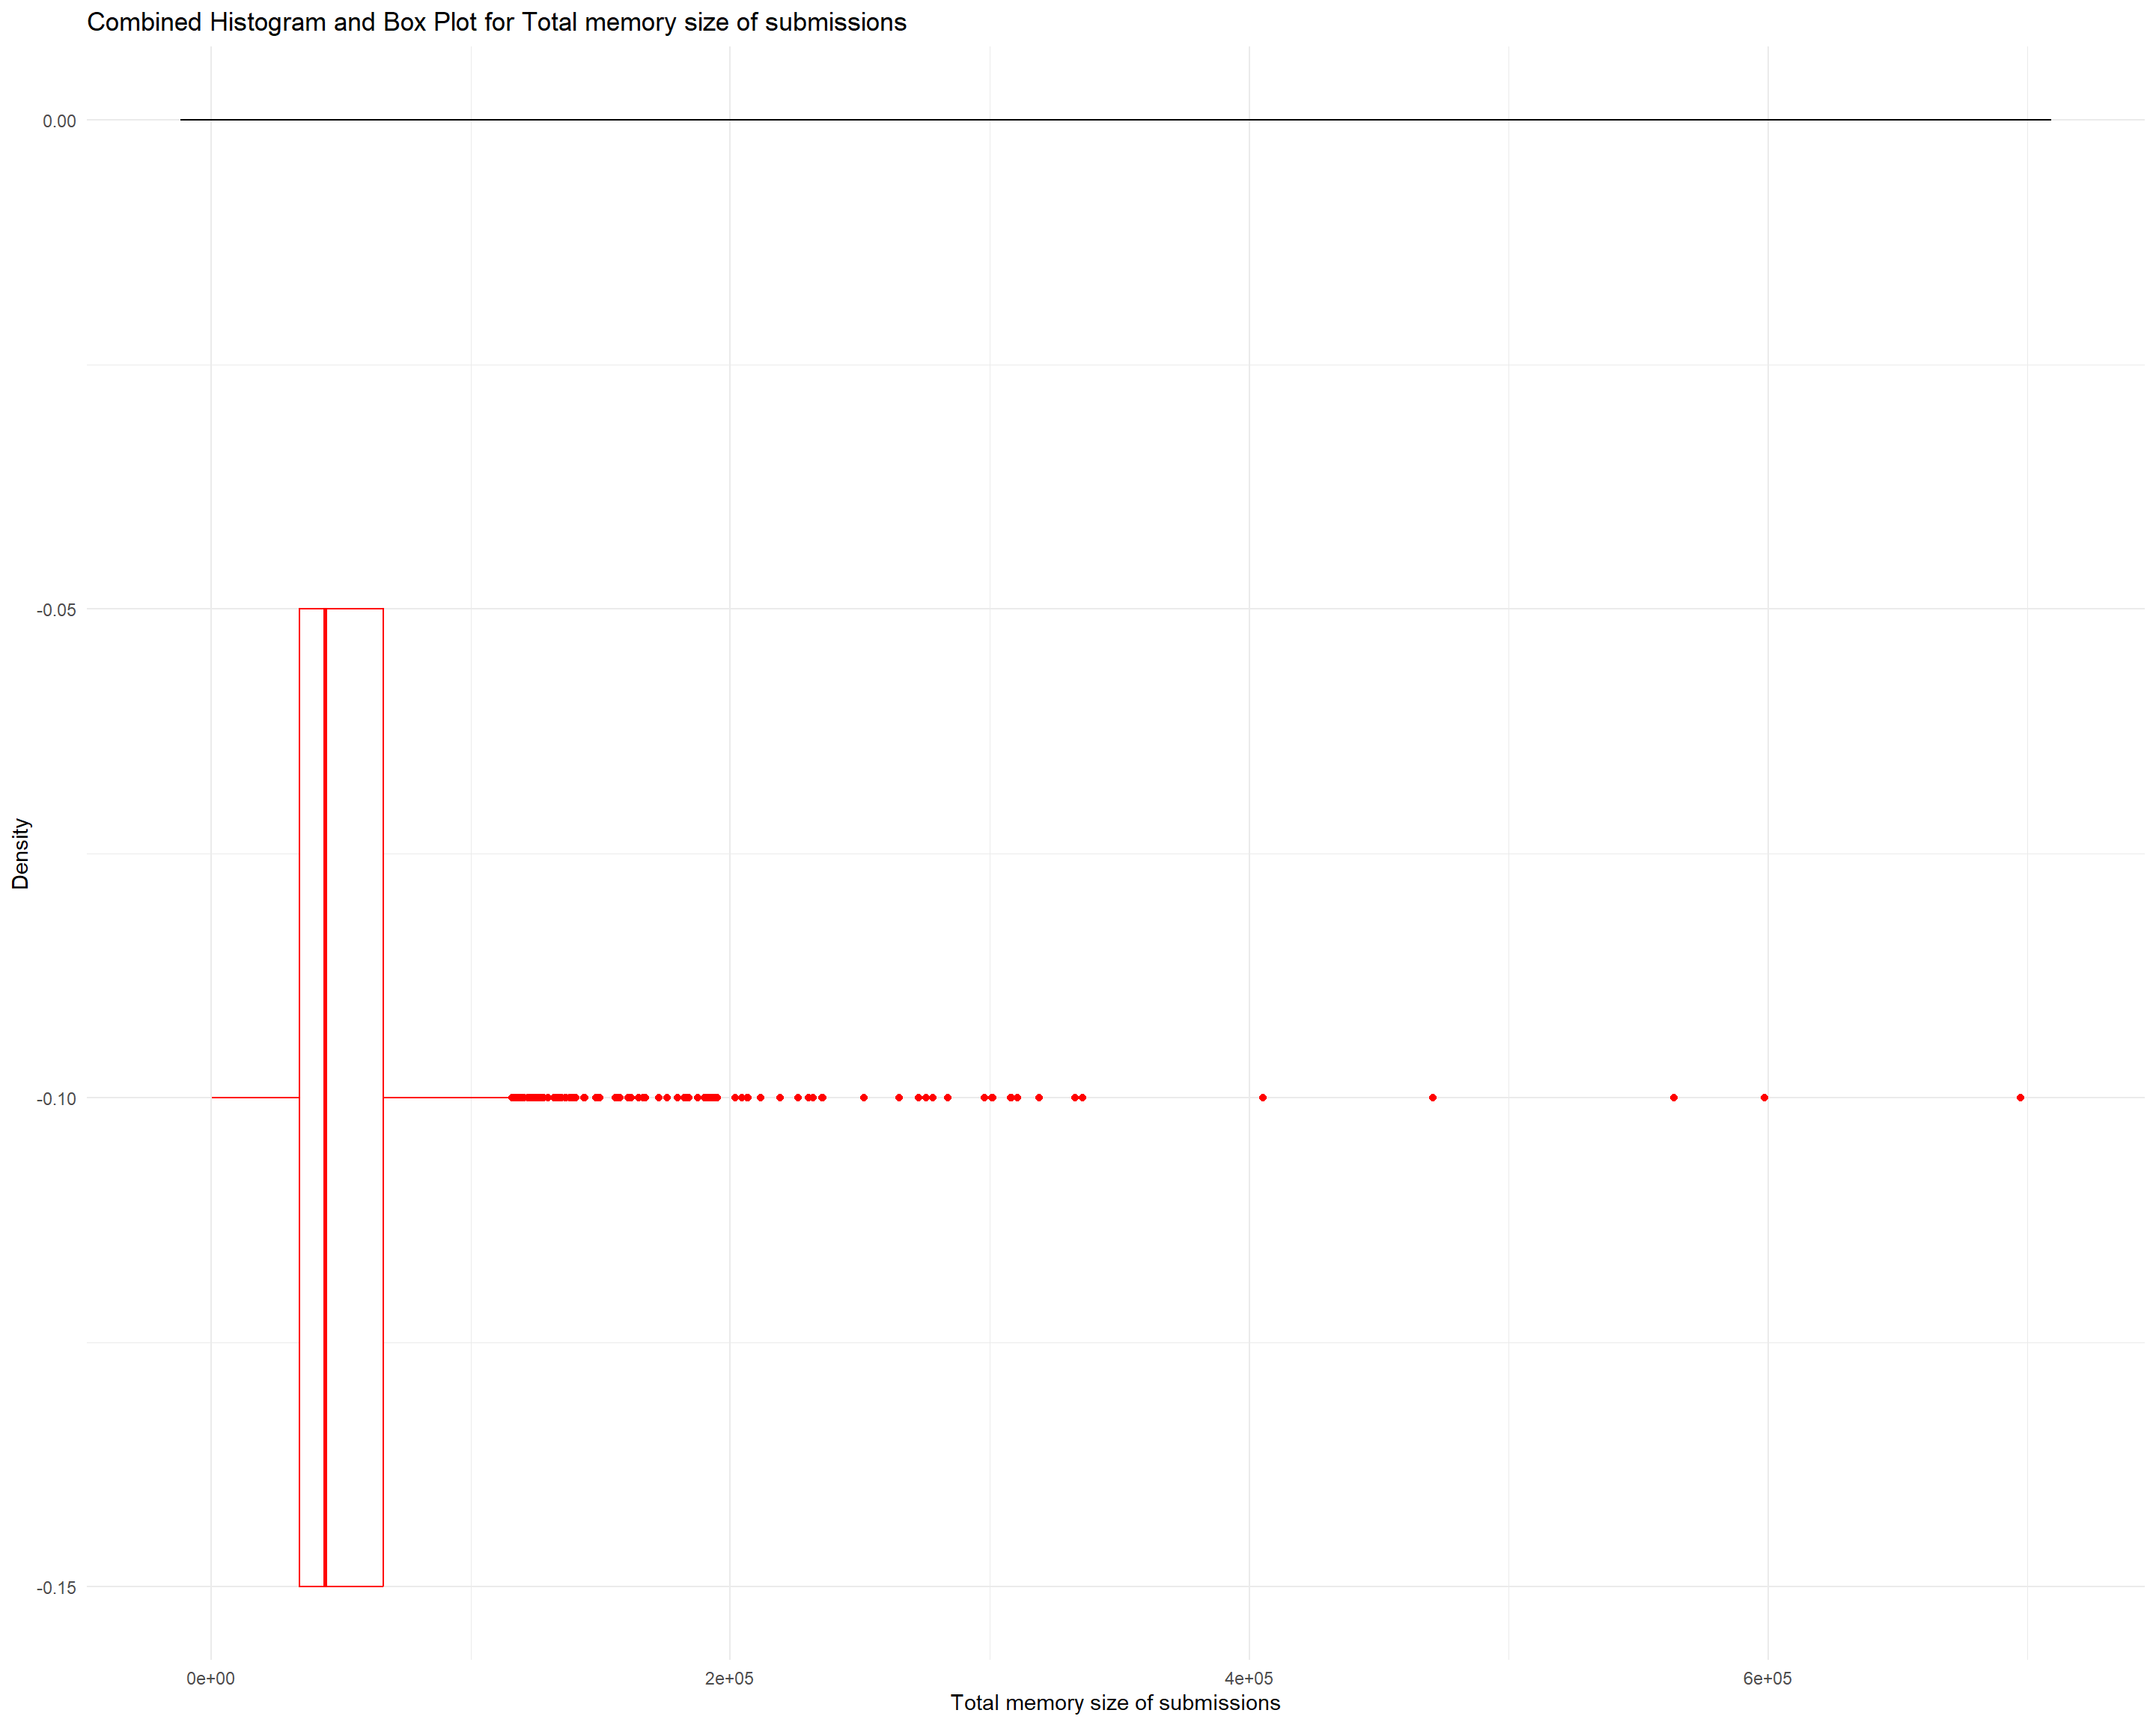 Combined Histogram and Box Plot for Total memory size of submissions
0.00
-0.05
-0.10
-0.15
Density
0e+00 2e+05 4e+05 6e+05
Total memory size of submissions